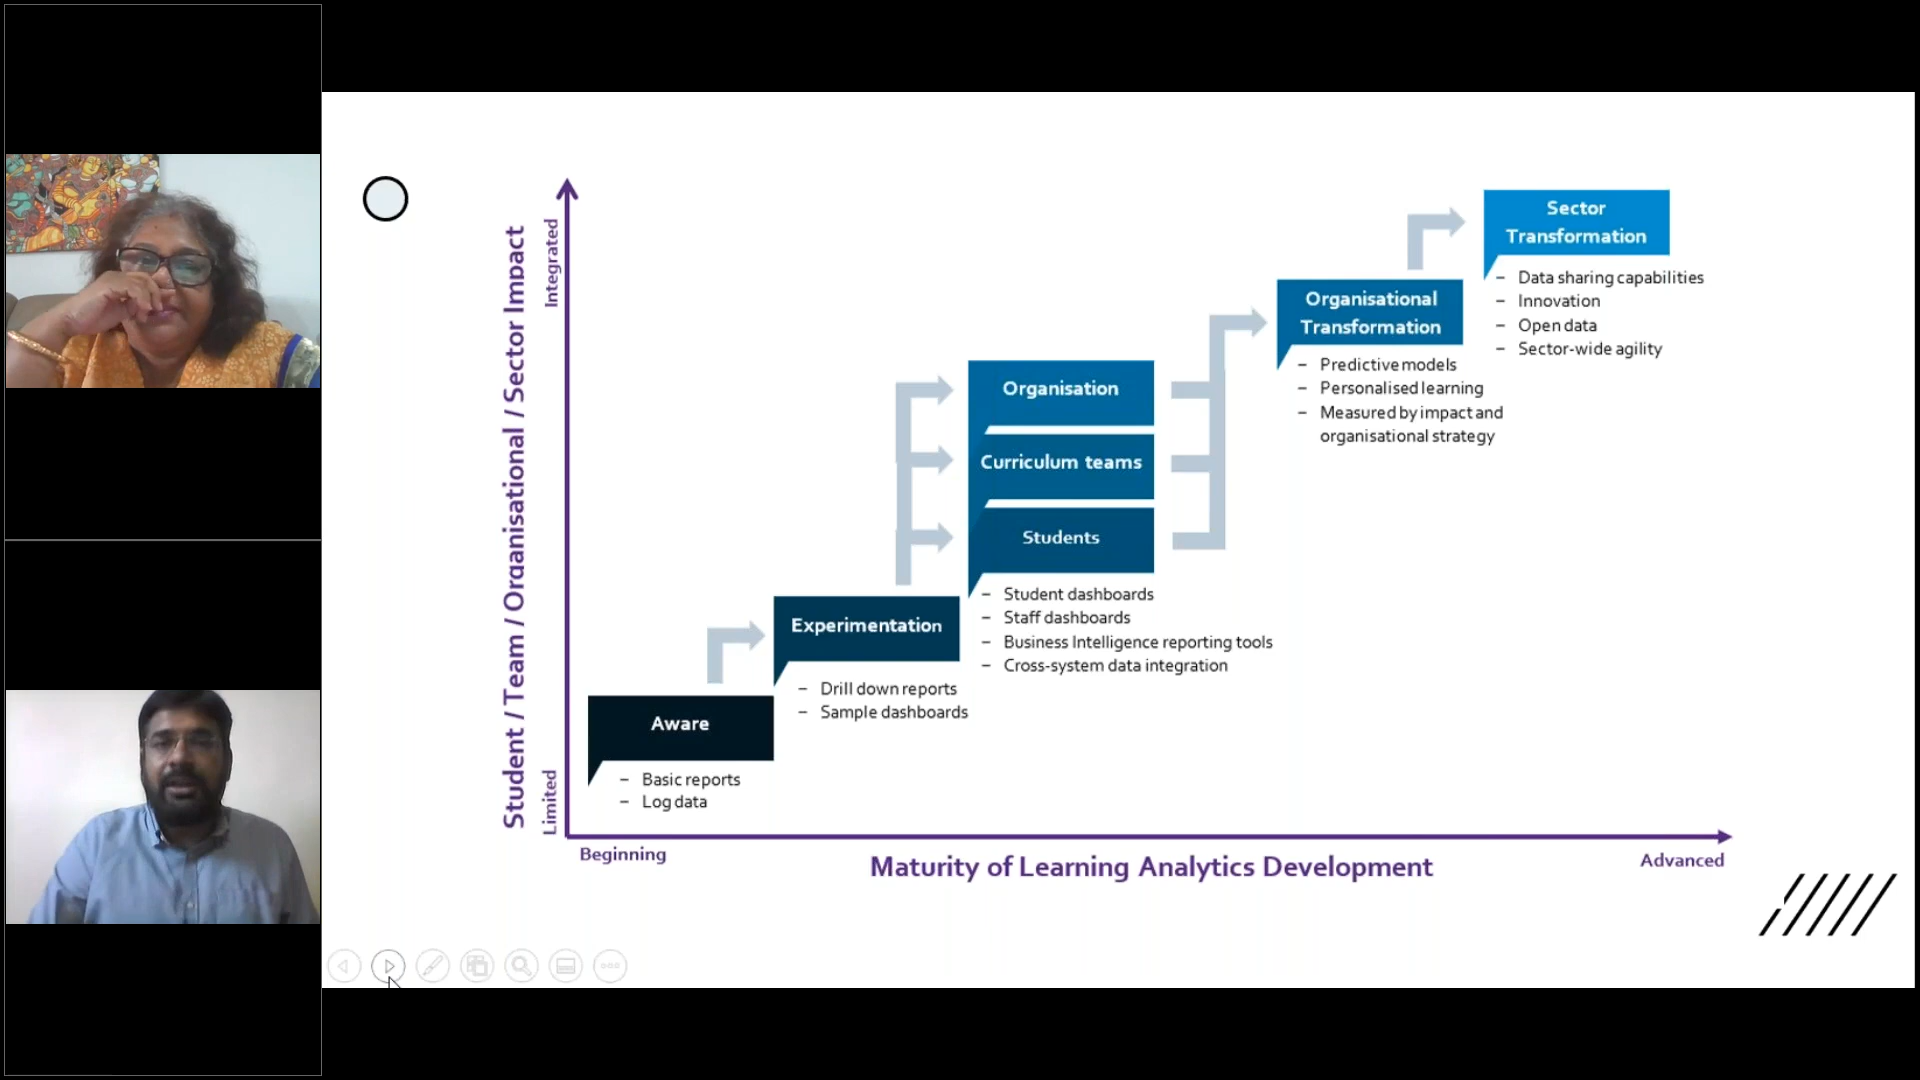 Student / Team / Organisational / Sector Impact
Integrated
Limited
Sector
Transformation
– Data sharing capabilities
– Innovation
– Open data
– Sector-wide agility
Organisational
Transformation
– Predictive models
– Personalised learning
– Measured by impact and
organisational strategy
Organisation
Curriculum teams
Students
– Student dashboards
– Staff dashboards
– Business Intelligence reporting tools
– Cross-system data integration
Experimentation
– Drill down reports
– Sample dashboards
Aware
– Basic reports
– Log data
Beginning
Maturity of Learning Analytics Development
Advanced